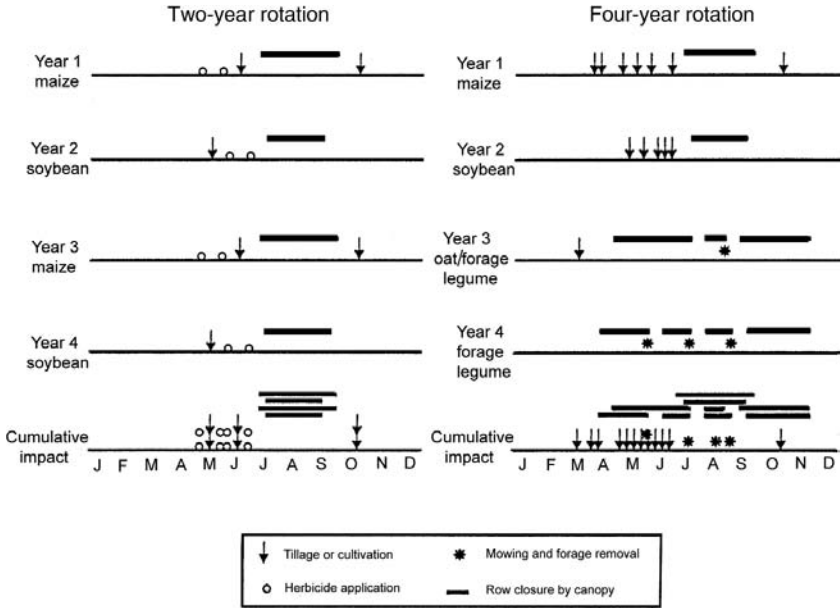 Two-year rotation
Four-year rotation
Year 1
maize
Year 1
maize
Year 2
soybean
Year 2
soybean
Year 3
maize
Year 3
oat/forage
legume
Year 4
soybean
Year 4
forage
legume
Cumulative
impact
J F M A M J J A S O N D
Cumulative
impact
J F M A M J J A S O N D
Tillage or cultivation
Mowing and forage removal
Herbicide application
Row closure by canopy